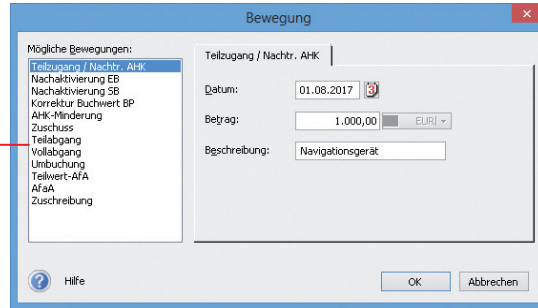 Bewegung
Mögliche Bewegungen:
Teilzugang / Nachtr. AHK
Nachaktivierung EB
Nachaktivierung SB
Korrektur Buchwert BP
AHK-Minderung
Zuschuss
Teilabgang
Vollabgang
Umbuchung
Teilwert-AfA
AfaA
Zuschreibung
Teilzugang / Nachtr. AHK
Datum: 01.08.2017 3
Betrag: 1.000,00 EURI
Beschreibung: Navigationsgerät
Hilfe OK Abbrechen